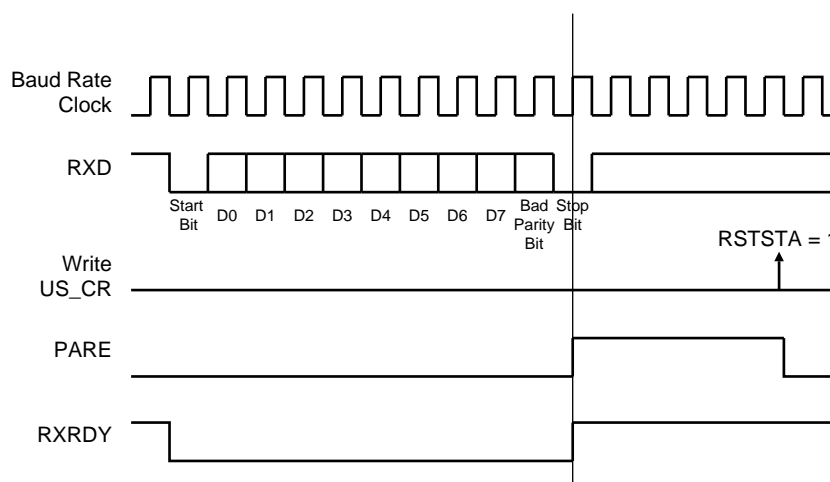 Baud Rate
Clock
RXD
Start
Bit
D0 D1 D2 D3 D4 D5 D6 D7
Bad
Parity
Bit
Stop
Bit
RSTSTA = 1
Write
US_CR
PARE
RXRDY